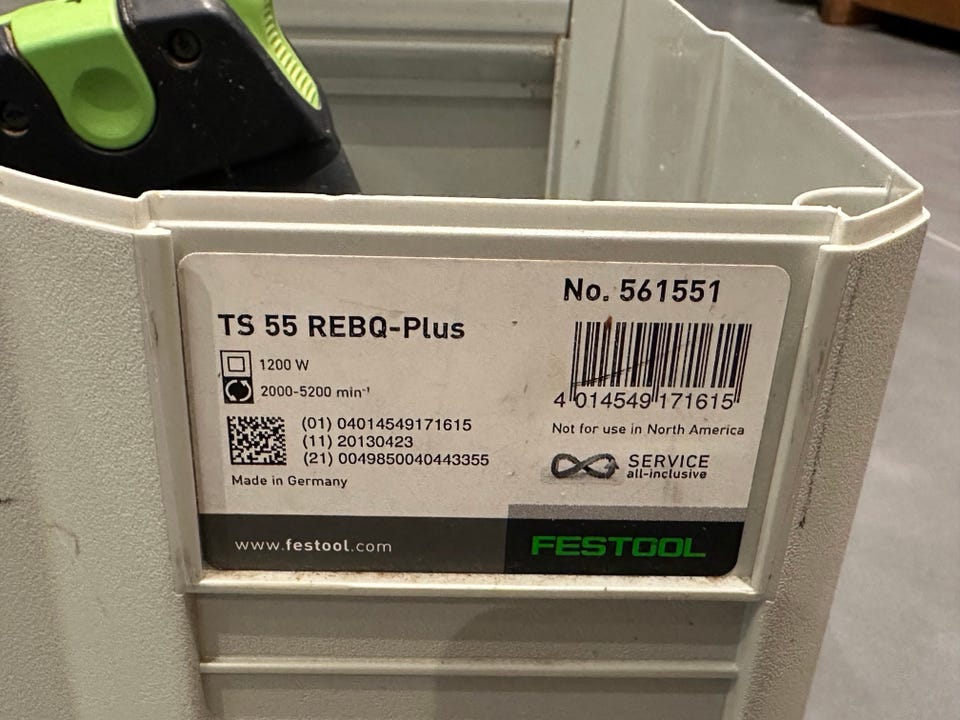 No. 561551
TS 55 REBQ-Plus
1200 W
2000-5200 min⁻¹
4 014549 171615
(01) 04014549171615
(11) 20130423
(21) 0049850040443355
Not for use in North America
SERVICE
all-inclusive
Made in Germany
www.festool.com
FESTOOL